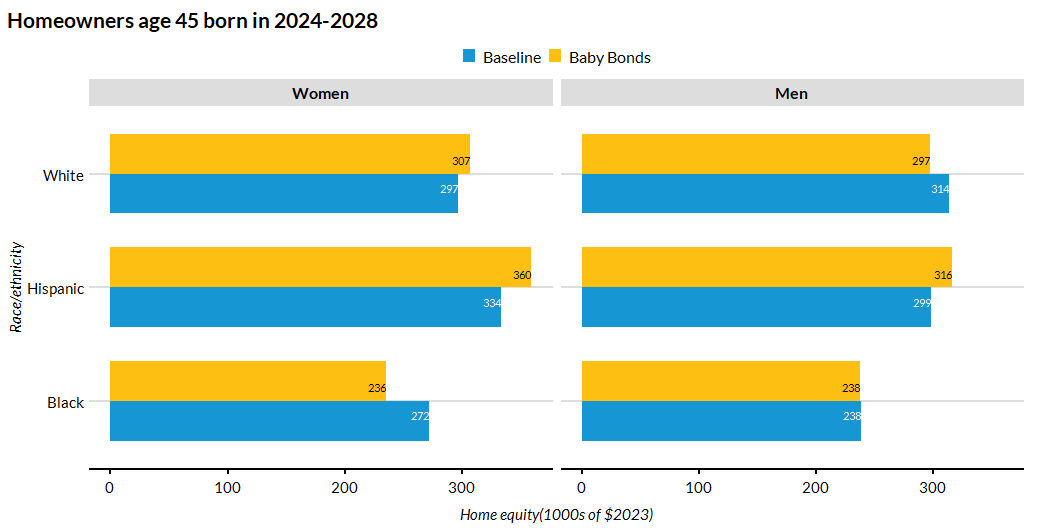 Homeowners age 45 born in 2024-2028
Baseline Baby Bonds
Women Men
White
307
297
297
314
Race/ethnicity
Hispanic
360
334
316
299
Black
236
272
238
238
0 100 200 300 0 100 200 300
Home equity(1000s of $2023)